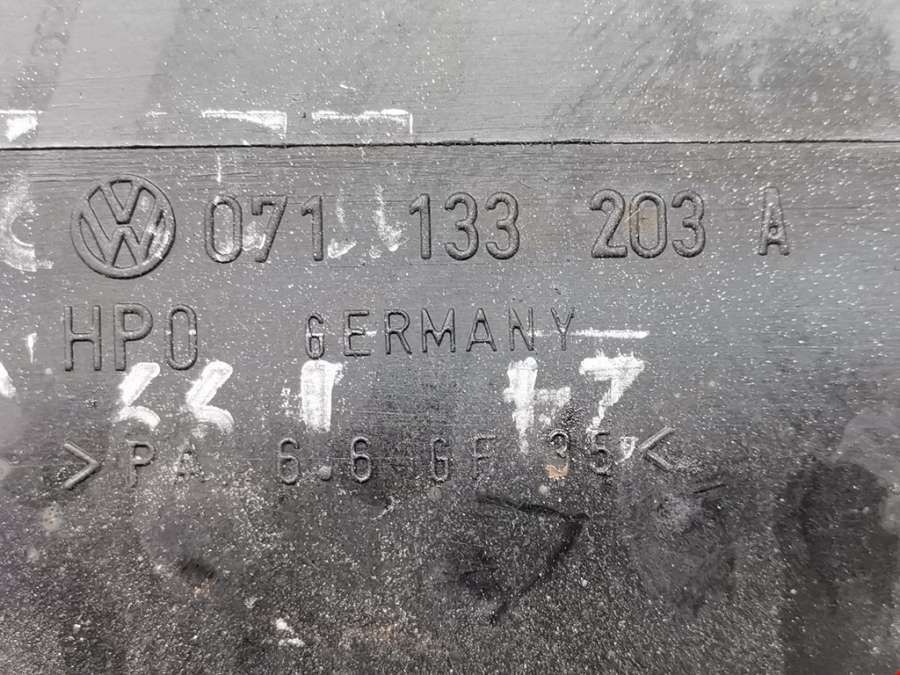 071 133 203 A
HPO GERMANY
>PA 6.6 GF 35<